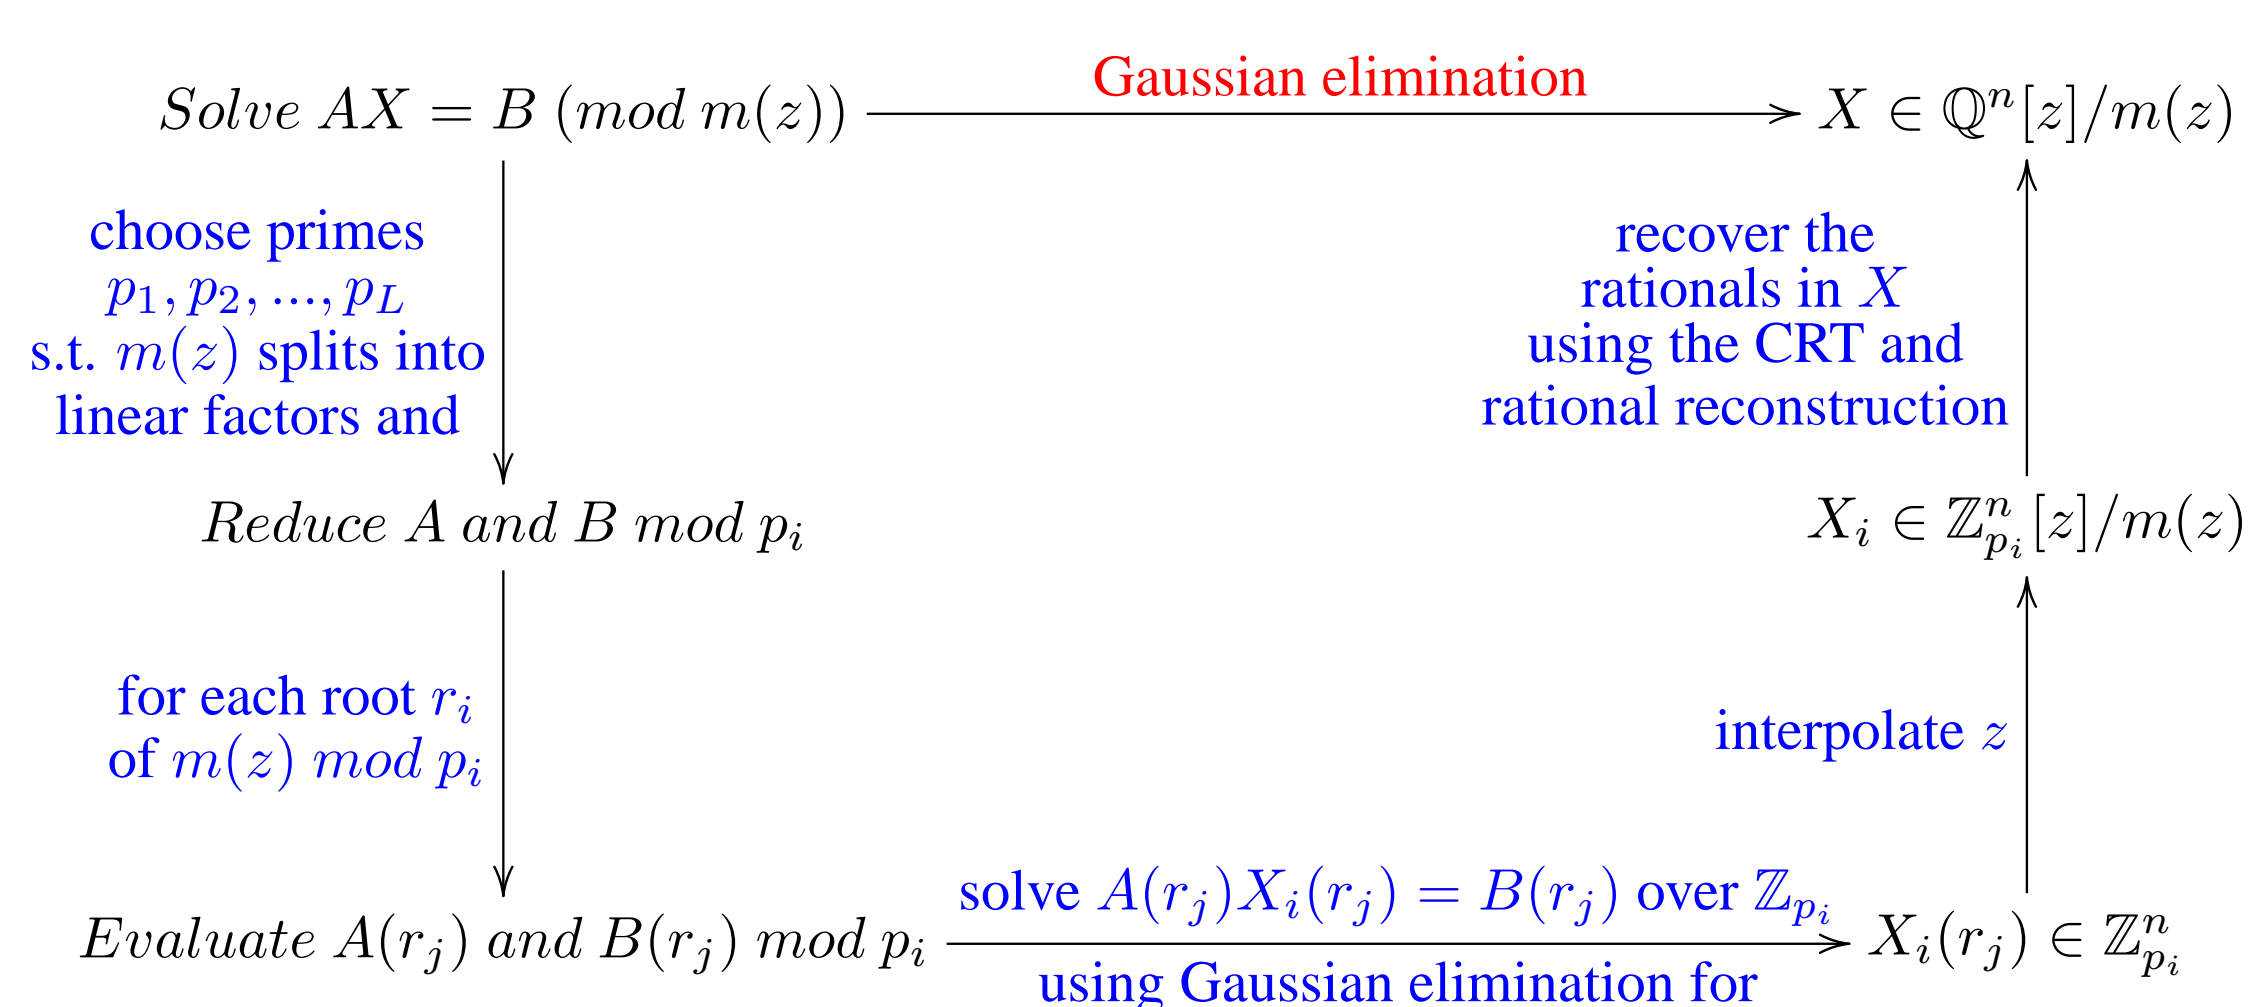 Gaussian elimination
Solve AX = B (mod m(z))
X ∈ ℚⁿ[z]/m(z)
choose primes
p₁, p₂, ..., p_L
s.t. m(z) splits into
linear factors and
recover the
rationals in X
using the CRT and
rational reconstruction
Reduce A and B mod pᵢ
Xᵢ ∈ ℤⁿ_{pᵢ}[z]/m(z)
for each root rᵢ
of m(z) mod pᵢ
interpolate z
solve A(rⱼ)Xᵢ(rⱼ) = B(rⱼ) over ℤ_{pᵢ}
Evaluate A(rⱼ) and B(rⱼ) mod pᵢ
Xᵢ(rⱼ) ∈ ℤⁿ_{pᵢ}
using Gaussian elimination for